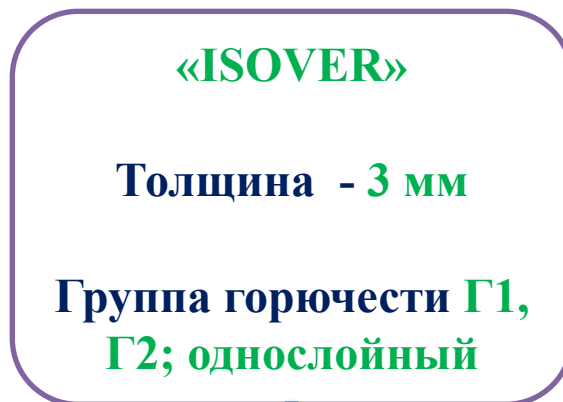 «ISOVER»
Толщина - 3 мм
Группа горючести Г1,
Г2; однослойный